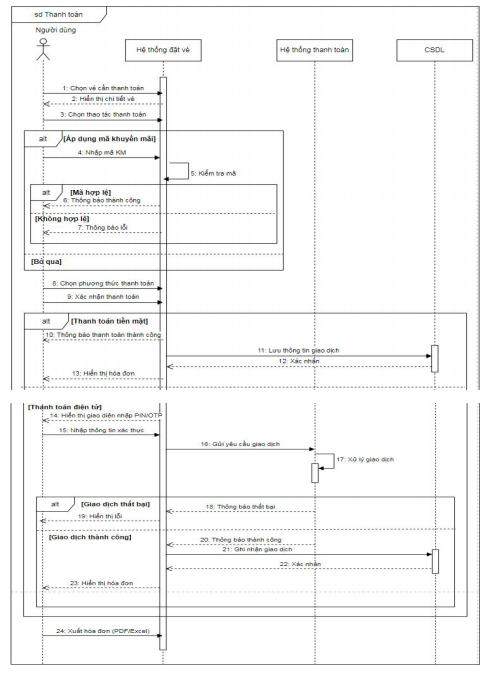 sd Thanh toán
Người dùng
Hệ thống đặt vé
Hệ thống thanh toán
CSDL
1: Chọn vé cần thanh toán
2: Hiển thị chi tiết vé
3: Chọn thao tác thanh toán
alt
[Áp dụng mã khuyến mãi]
4: Nhập mã KM
5: Kiểm tra mã
alt
[Mã hợp lệ]
6: Thông báo thành công
[Không hợp lệ]
7: Thông báo lỗi
[Bỏ qua]
8: Chọn phương thức thanh toán
9: Xác nhận thanh toán
alt
[Thanh toán tiền mặt]
10: Thông báo thanh toán thành công
11: Lưu thông tin giao dịch
12: Xác nhấn
13: Hiển thị hóa đơn
[Thanh toán điện tử]
14: Hiển thị giao diện nhập PIN/OTP
15: Nhập thông tin xác thực
16: Gửi yêu cầu giao dịch
17: Xử lý giao dịch
alt
[Giao dịch thất bại]
18: Thông báo thất bại
19: Hiển thị lỗi
[Giao dịch thành công]
20: Thông báo thành công
21: Ghi nhận giao dịch
22: Xác nhấn
23: Hiển thị hóa đơn
24: Xuất hóa đơn (PDF/Excel)